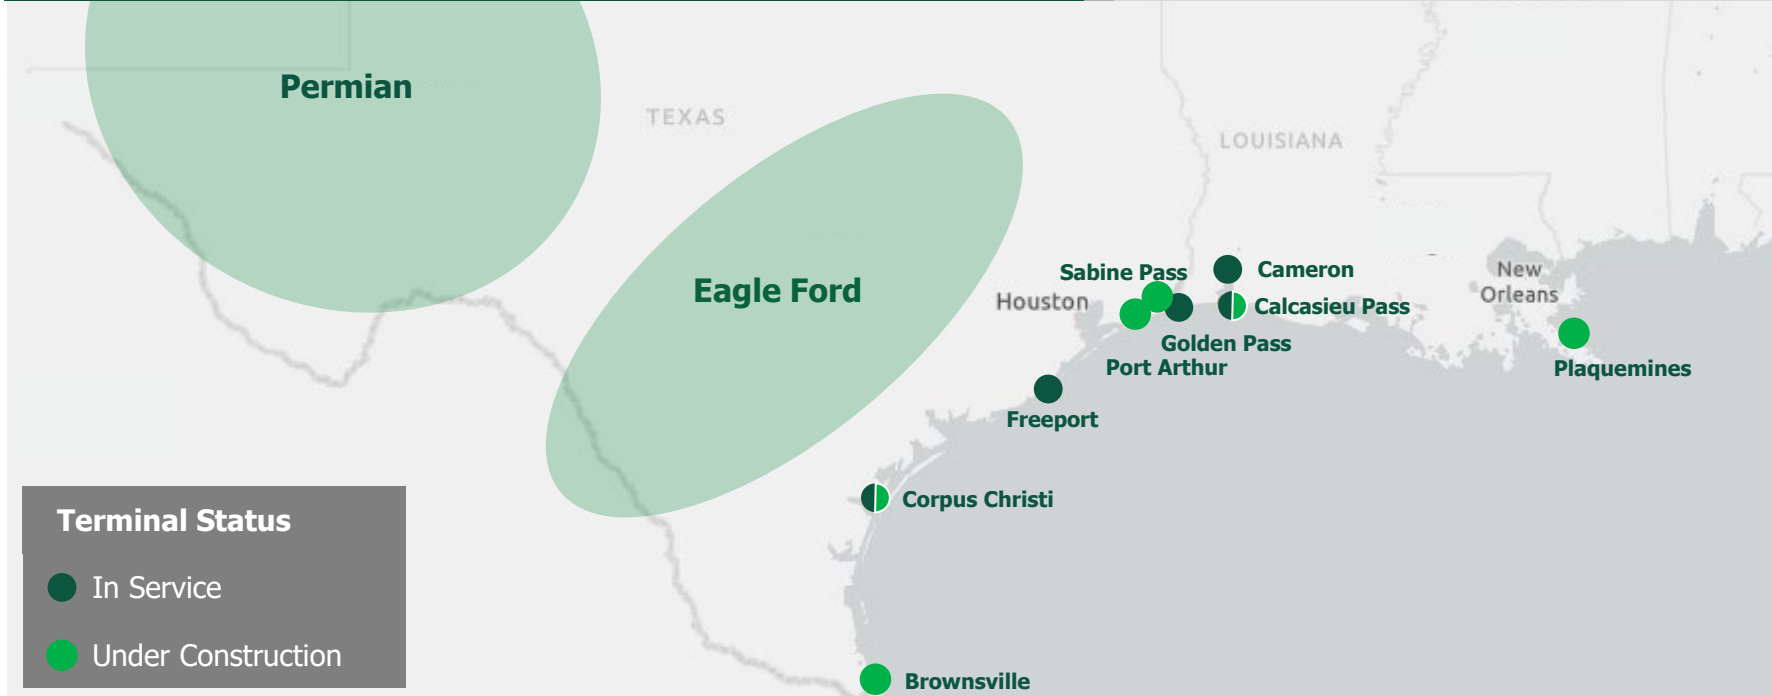 Permian
TEXAS
LOUISIANA
Eagle Ford
Sabine Pass
Cameron
Houston
Calcasieu Pass
New
Orleans
Golden Pass
Port Arthur
Plaquemines
Freeport
Corpus Christi
Terminal Status
In Service
Under Construction
Brownsville